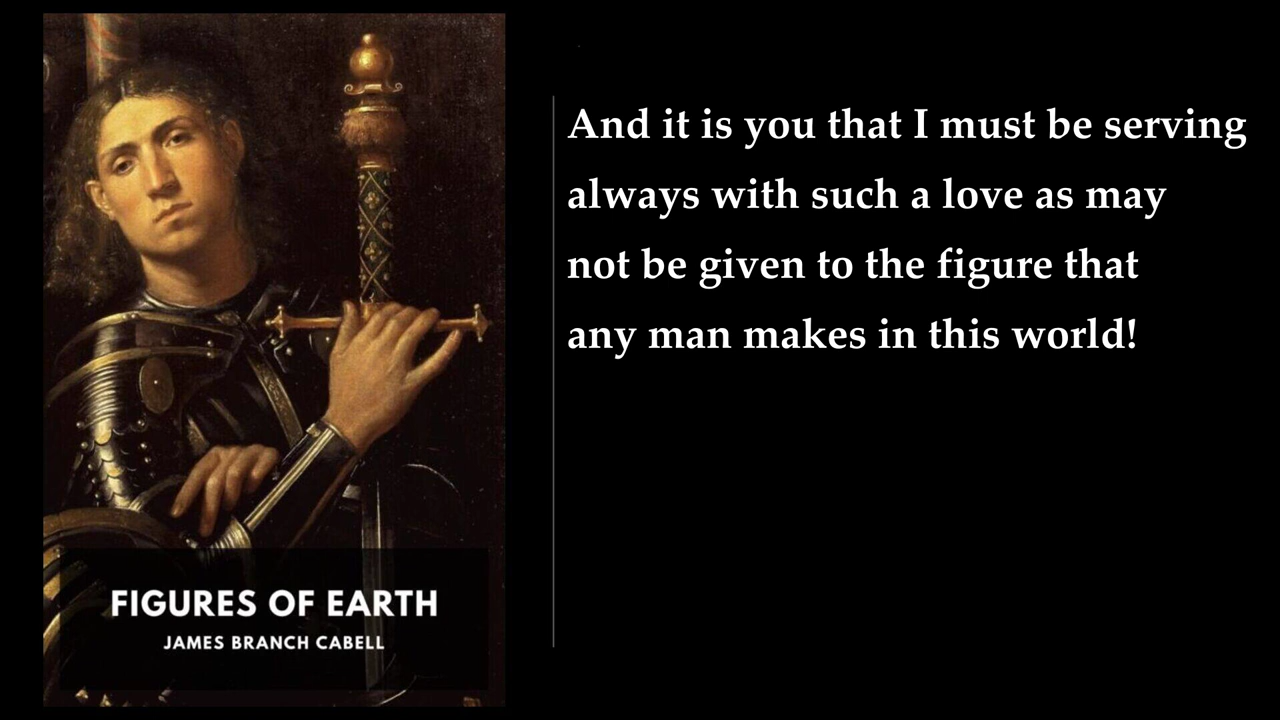 And it is you that I must be serving
always with such a love as may
not be given to the figure that
any man makes in this world!
FIGURES OF EARTH
JAMES BRANCH CABELL